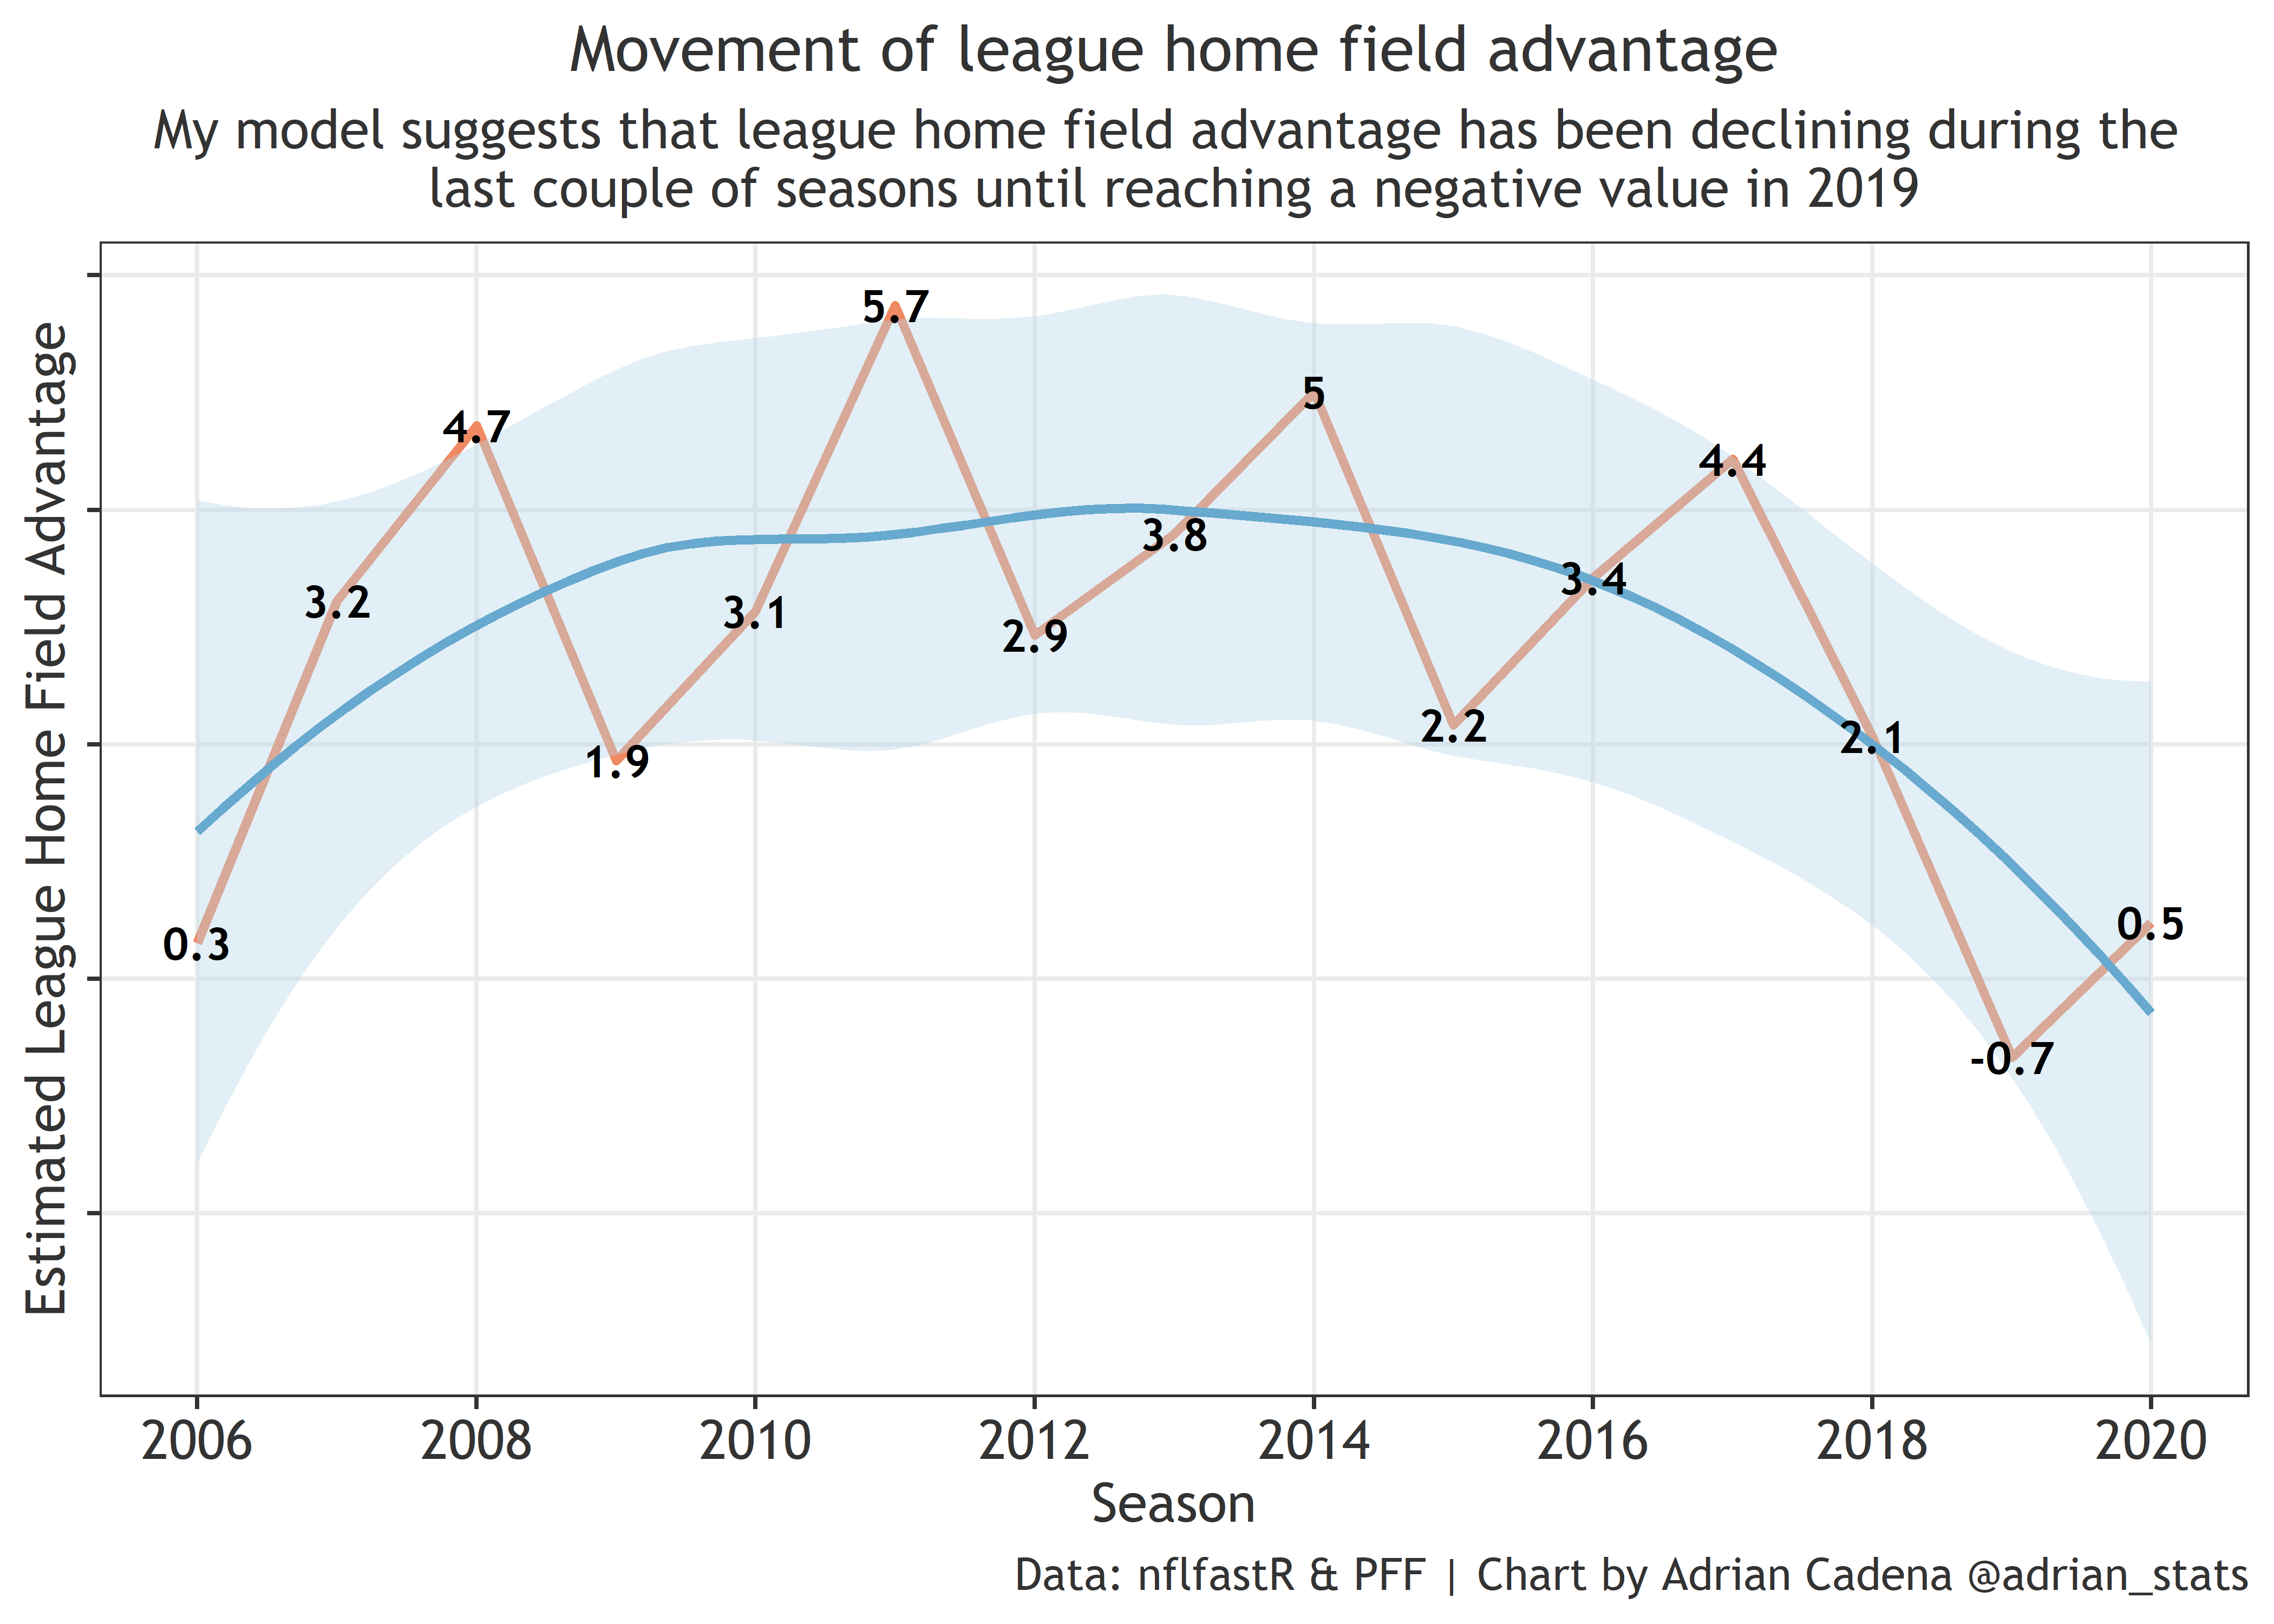 Movement of league home field advantage
My model suggests that league home field advantage has been declining during the
last couple of seasons until reaching a negative value in 2019
Estimated League Home Field Advantage
0.3
3.2
4.7
1.9
3.1
5.7
2.9
3.8
5
2.2
3.4
4.4
2.1
-0.7
0.5
2006 2008 2010 2012 2014 2016 2018 2020
Season
Data: nflfastR & PFF | Chart by Adrian Cadena @adrian_stats